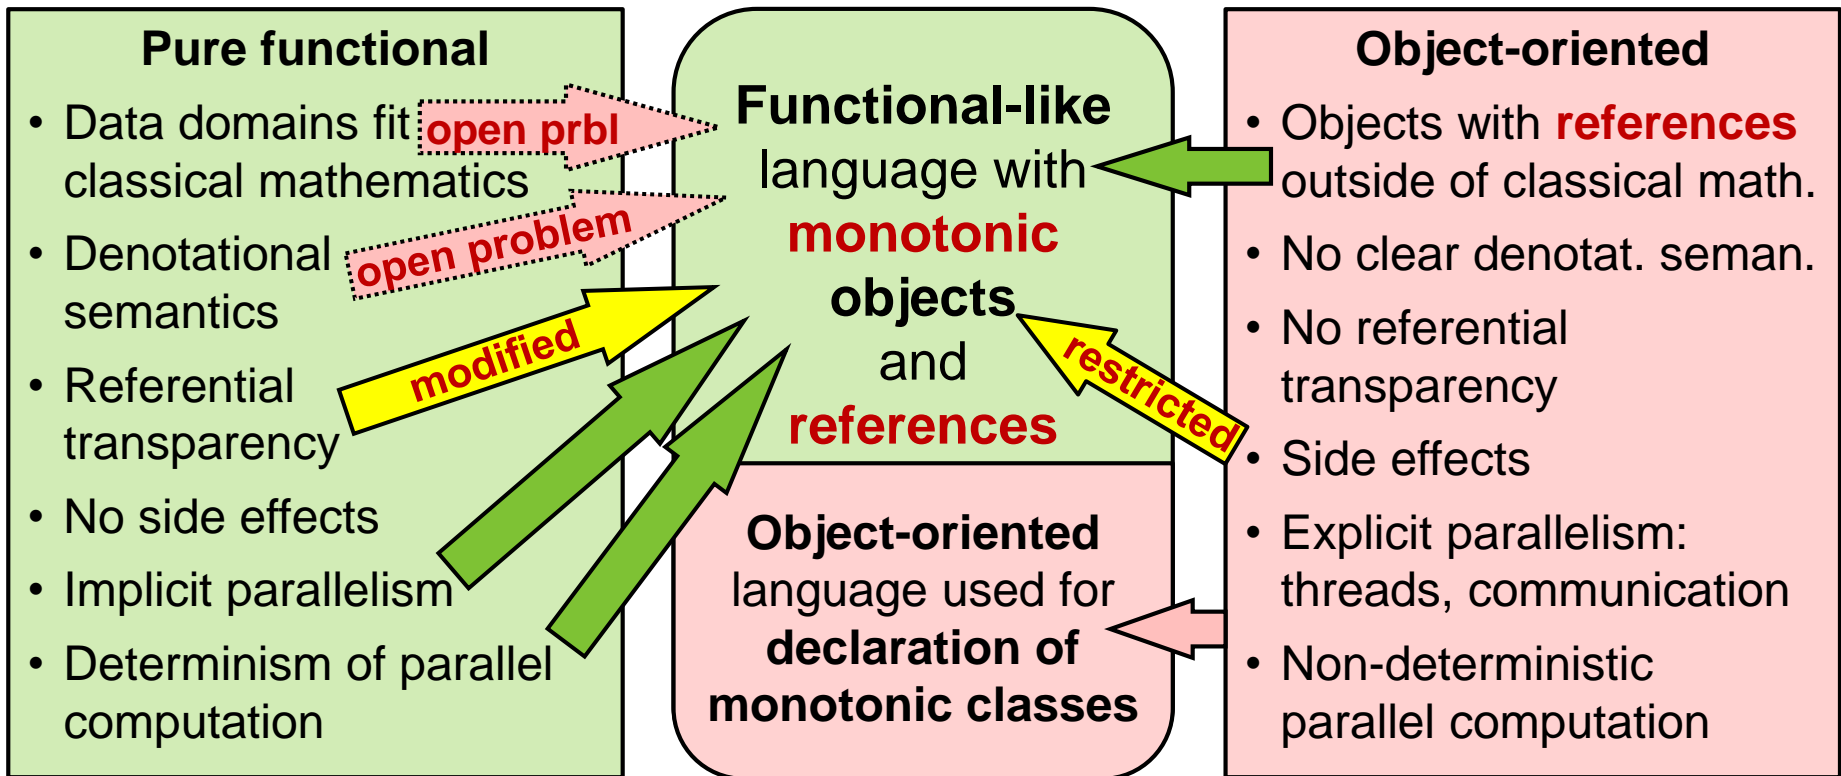 Pure functional
• Data domains fit
classical mathematics
• Denotational
semantics
• Referential
transparency
• No side effects
• Implicit parallelism
• Determinism of parallel
computation
open prbl
open problem
modified
Functional-like
language with
monotonic
objects
and
references
Object-oriented
language used for
declaration of
monotonic classes
restricted
Object-oriented
• Objects with references
outside of classical math.
• No clear denotat. seman.
• No referential
transparency
• Side effects
• Explicit parallelism:
threads, communication
• Non-deterministic
parallel computation